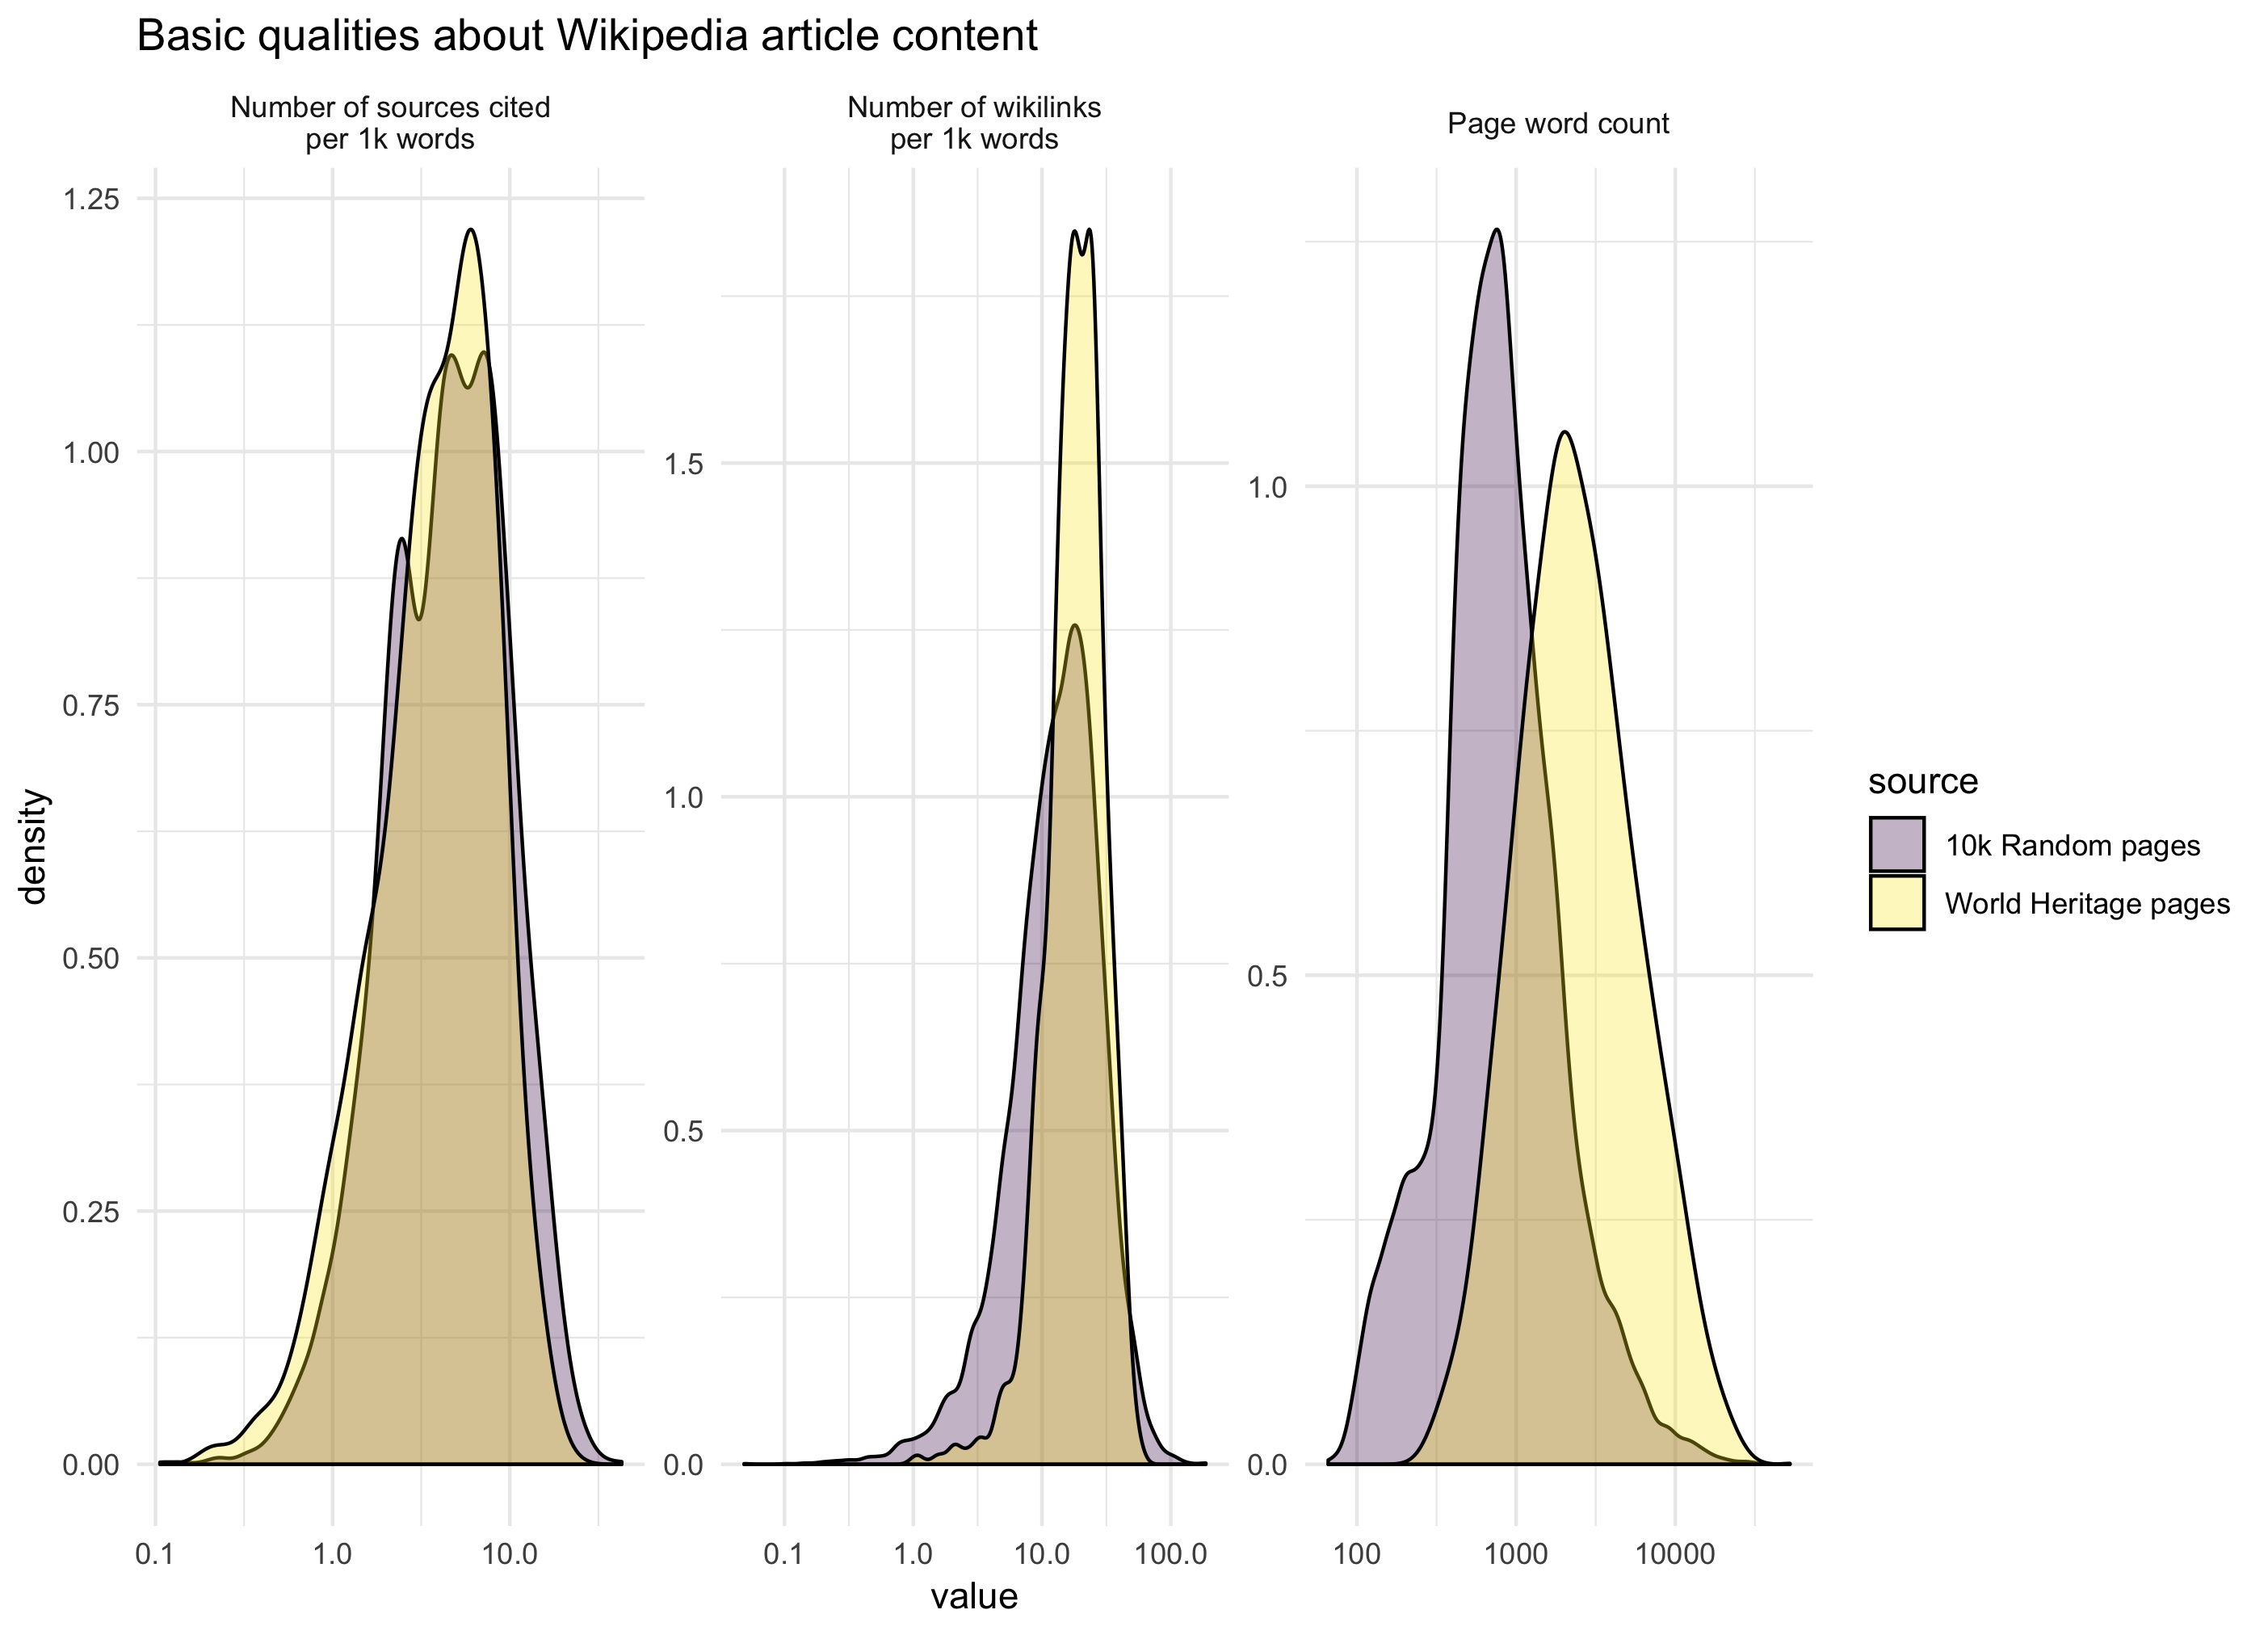 Basic qualities about Wikipedia article content
Number of sources cited
per 1k words
Number of wikilinks
per 1k words
Page word count
1.25
1.00
0.75
0.50
0.25
0.00
1.5
1.0
0.5
0.0
1.0
0.5
0.0
density
0.1 1.0 10.0
0.1 1.0 10.0 100.0
100 1000 10000
value
source
10k Random pages
World Heritage pages